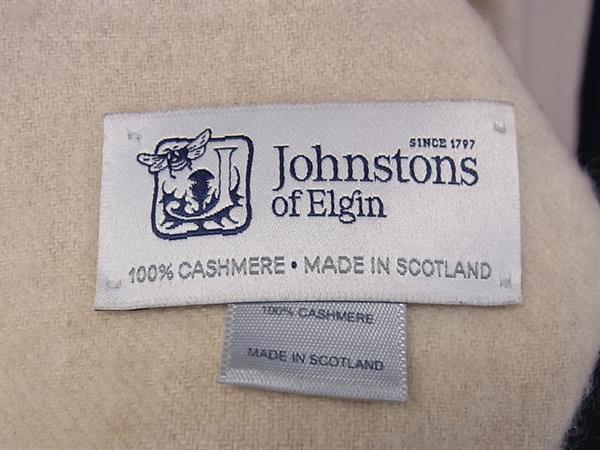 SINCE 1797
Johnstons
of Elgin
100% CASHMERE • MADE IN SCOTLAND
100% CASHMERE
MADE IN SCOTLAND